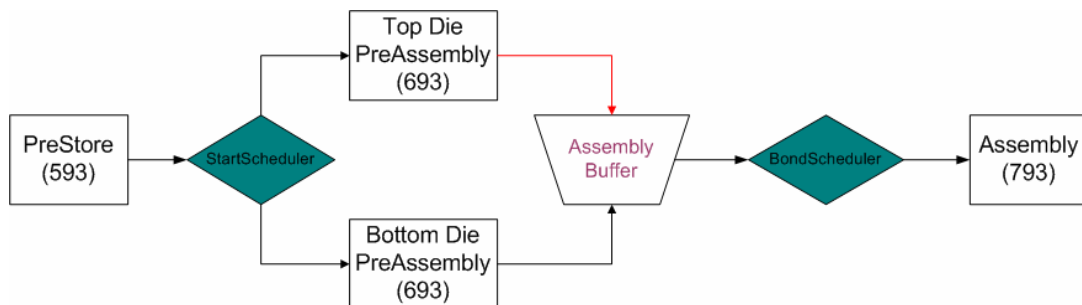 Top Die
PreAssembly
(693)
PreStore
(593)
StartScheduler
Assembly
Buffer
BondScheduler
Assembly
(793)
Bottom Die
PreAssembly
(693)